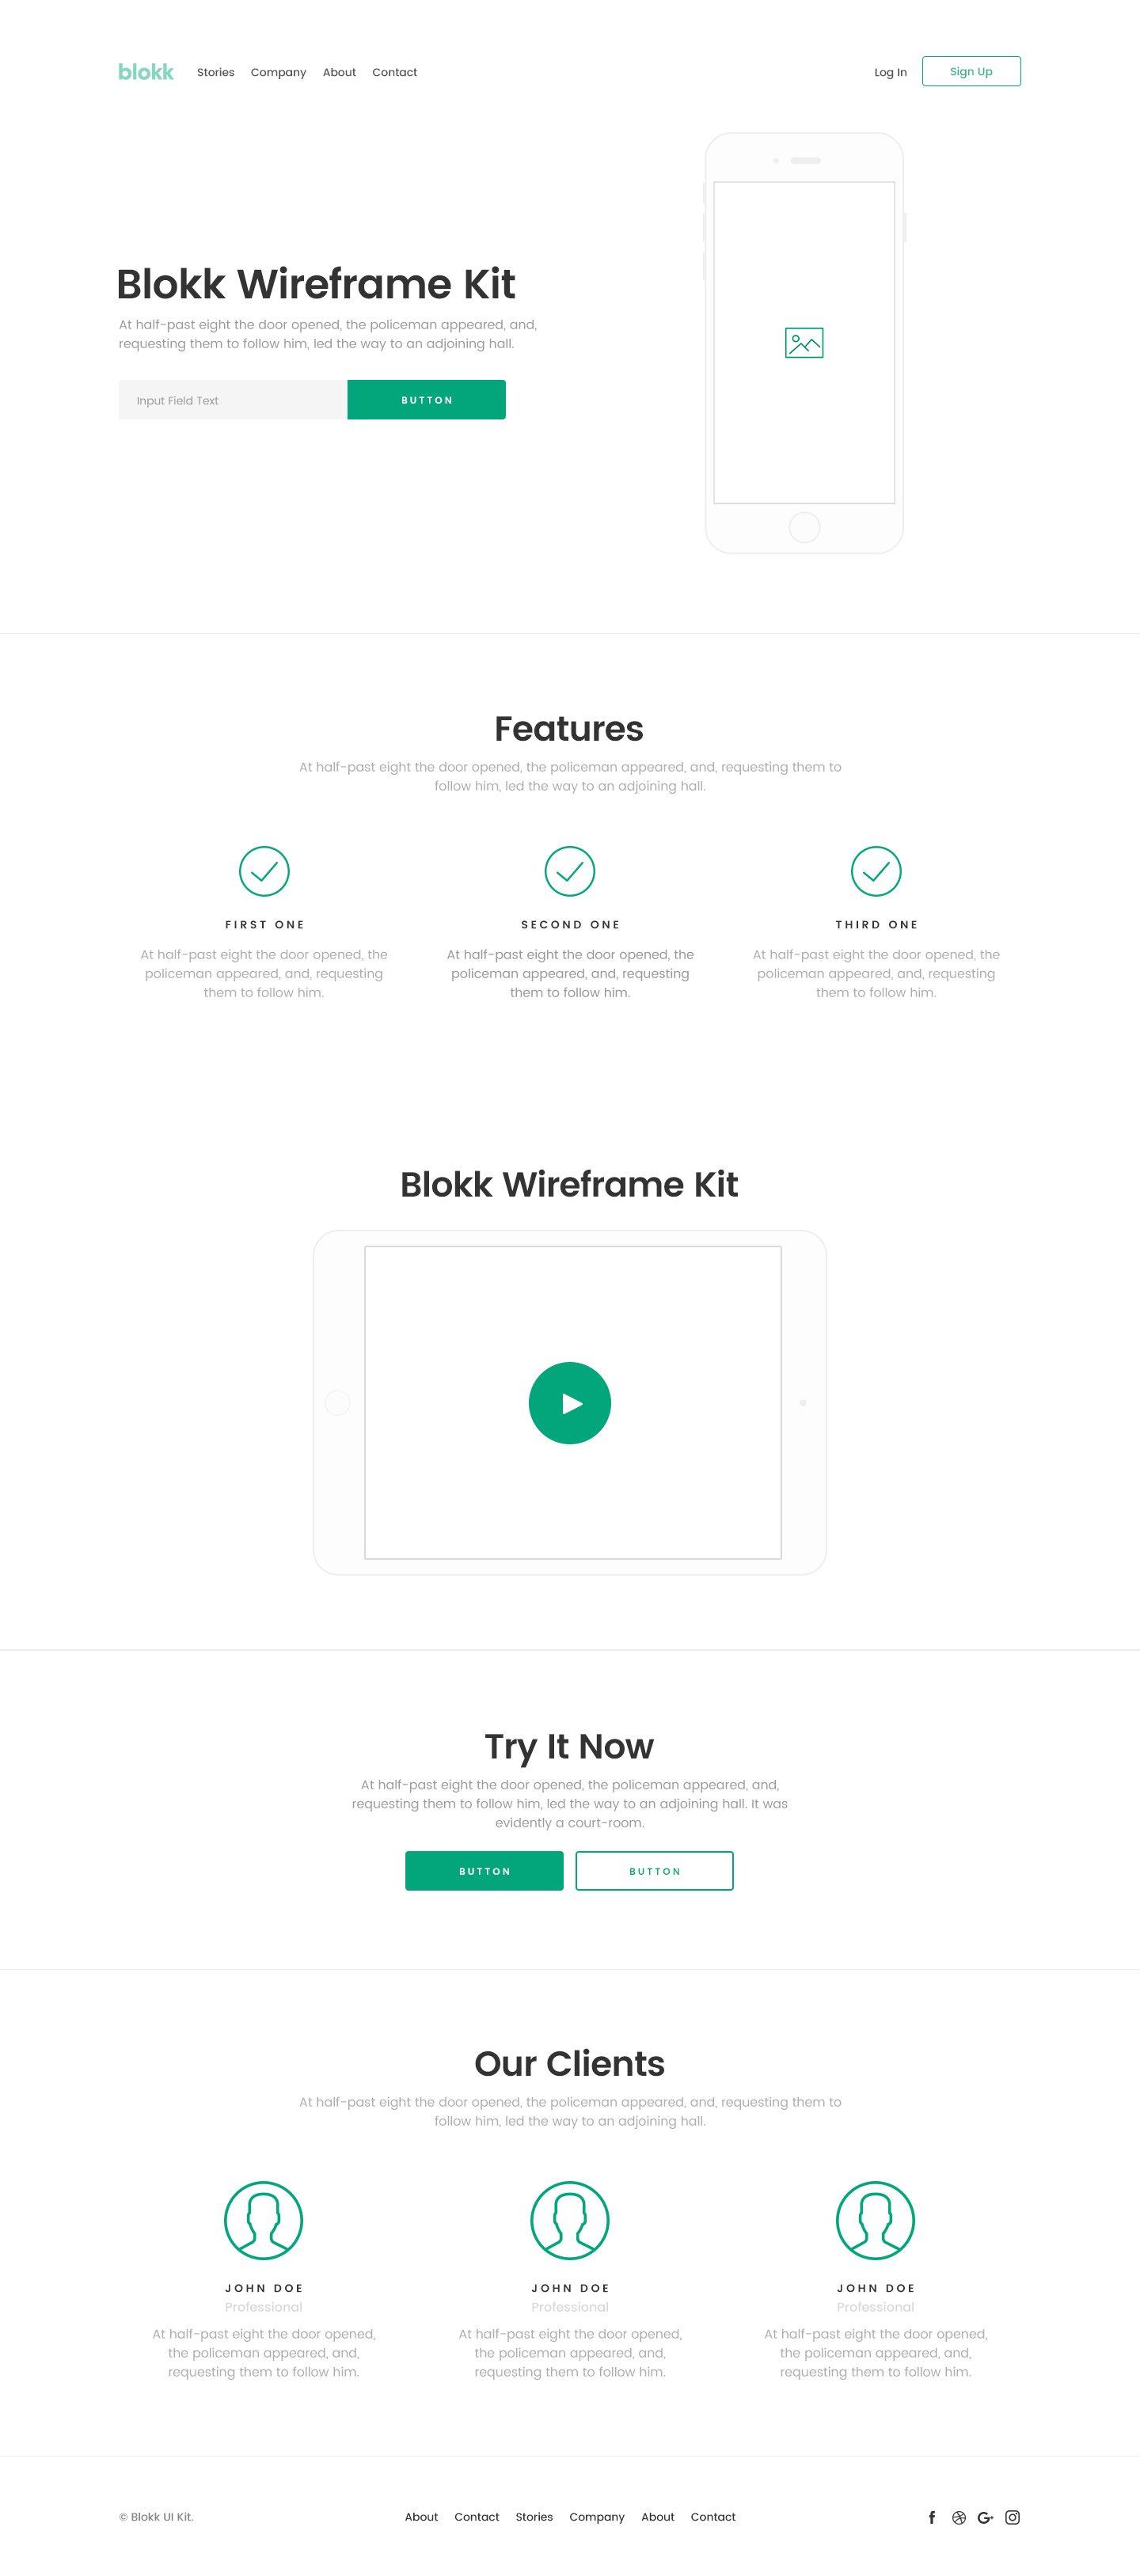 blokk Stories Company About Contact Log In Sign Up
Blokk Wireframe Kit
At half-past eight the door opened, the policeman appeared, and,
requesting them to follow him, led the way to an adjoining hall.
Input Field Text BUTTON
Features
At half-past eight the door opened, the policeman appeared, and, requesting them to
follow him, led the way to an adjoining hall.
FIRST ONE
At half-past eight the door opened, the
policeman appeared, and, requesting
them to follow him.
SECOND ONE
At half-past eight the door opened, the
policeman appeared, and, requesting
them to follow him.
THIRD ONE
At half-past eight the door opened, the
policeman appeared, and, requesting
them to follow him.
Blokk Wireframe Kit
Try It Now
At half-past eight the door opened, the policeman appeared, and,
requesting them to follow him, led the way to an adjoining hall. It was
evidently a court-room.
BUTTON BUTTON
Our Clients
At half-past eight the door opened, the policeman appeared, and, requesting them to
follow him, led the way to an adjoining hall.
JOHN DOE
Professional
At half-past eight the door opened,
the policeman appeared, and,
requesting them to follow him.
JOHN DOE
Professional
At half-past eight the door opened,
the policeman appeared, and,
requesting them to follow him.
JOHN DOE
Professional
At half-past eight the door opened,
the policeman appeared, and,
requesting them to follow him.
© Blokk UI Kit. About Contact Stories Company About Contact